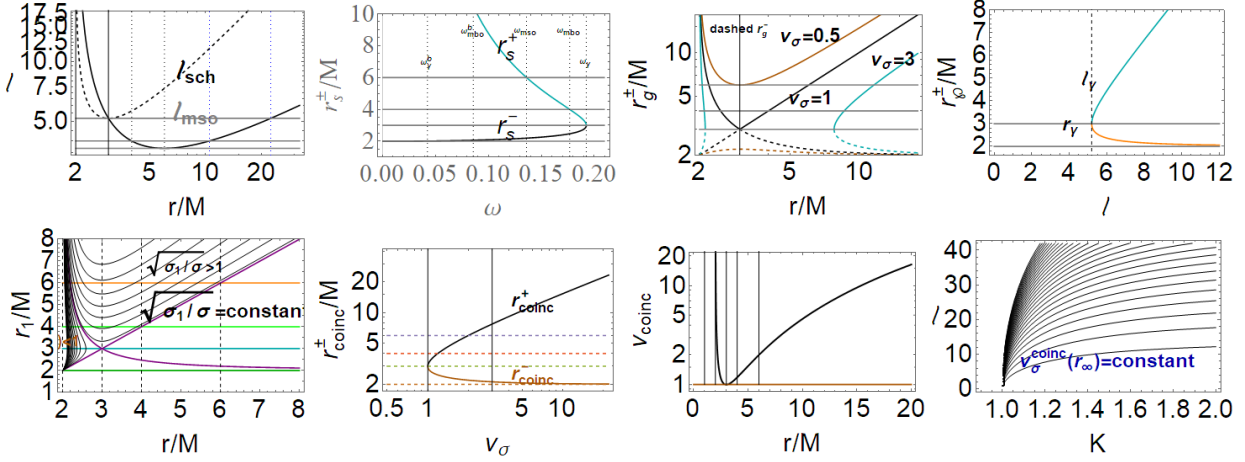 17.5
15.0
12.5
10.0
7.5
5.0
ℓ
l_sch
l_mso
2 5 10 20
r/M
10
8
6
4
2
r_s^±/M
ω_γ^b
ω_mbo^b
ω_mso
ω_mbo
ω_γ
r_s^+
r_s^-
0.00 0.05 0.10 0.15 0.20
ω
10
5
2
r_g^±/M
dashed r_g^-
v_σ=0.5
v_σ=3
v_σ=1
2 5 10
r/M
8
7
6
5
4
3
2
r_℘^±/M
l_γ
r_γ
0 2 4 6 8 10 12
l
8
7
6
5
4
3
2
r_1/M
√σ_1/σ>1
√σ_1/σ=constan
2 3 4 5 6 7 8
r/M
20
10
5
2
r_coinc^±/M
r_coinc^+
r_coinc^-
0.5 1 5 10
v_σ
20
10
5
2
1
v_coinc
0 5 10 15 20
r/M
40
30
20
10
0
v_σ^coinc(r_∞)=constant
1.0 1.2 1.4 1.6 1.8 2.0
K